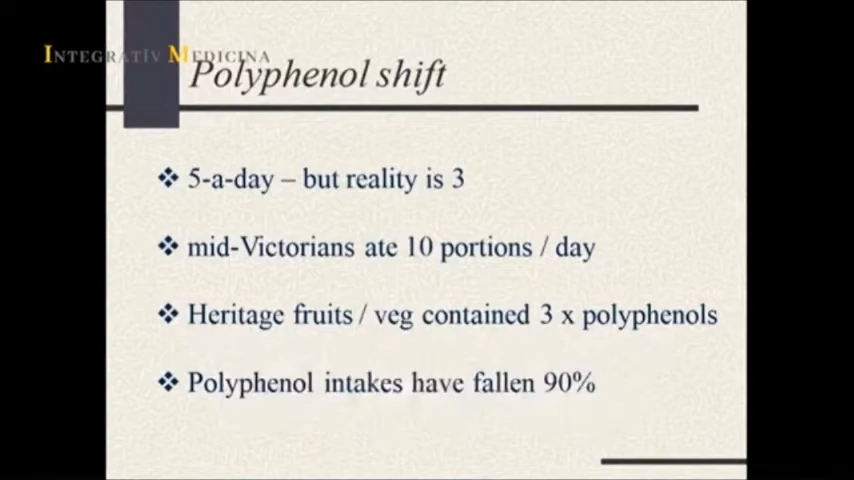 INTEGRATÍV MEDICINA
Polyphenol shift
5-a-day – but reality is 3
mid-Victorians ate 10 portions / day
Heritage fruits / veg contained 3 x polyphenols
Polyphenol intakes have fallen 90%